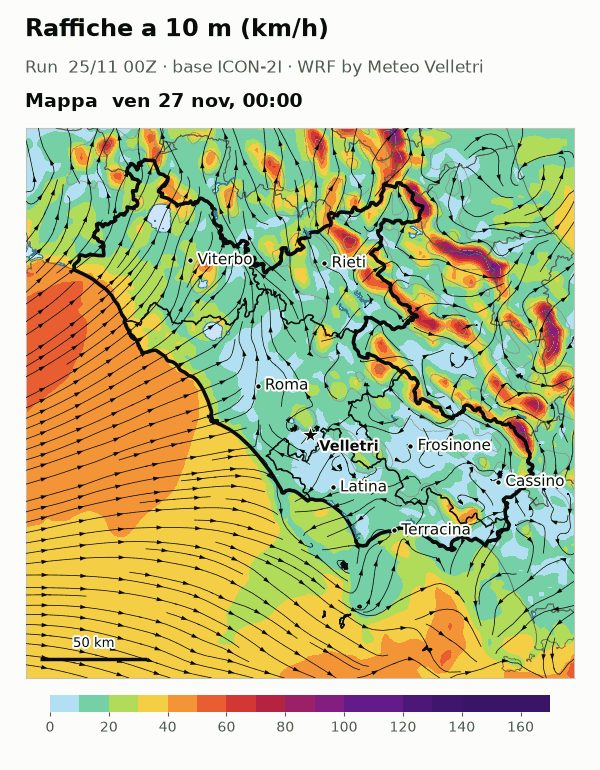 Raffiche a 10 m (km/h)
Run 25/11 00Z · base ICON-2I · WRF by Meteo Velletri
Mappa ven 27 nov, 00:00
Viterbo
Rieti
Roma
Velletri
Frosinone
Cassino
Latina
Terracina
50 km
0 20 40 60 80 100 120 140 160